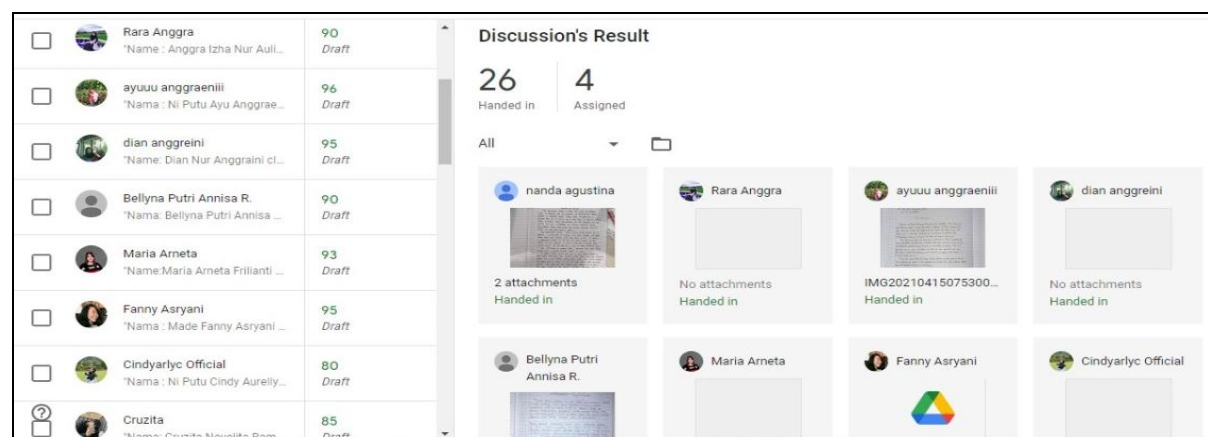 Rara Anggra
"Name : Anggra Izha Nur Auli...
90
Draft
ayuuu anggraeniii
"Nama : Ni Putu Ayu Anggrae...
96
Draft
dian anggreini
"Name: Dian Nur Anggraini cl...
95
Draft
Bellyna Putri Annisa R.
"Nama: Bellyna Putri Annisa ...
90
Draft
Maria Arneta
"Name:Maria Arneta Frilianti ...
93
Draft
Fanny Asryani
"Nama : Made Fanny Asryani ...
95
Draft
Cindyarlyc Official
"Nama : Ni Putu Cindy Aurelly...
80
Draft
Cruzita
"Nama: Cruzita Novelita Ram...
85
Draft
Discussion's Result
26
Handed in
4
Assigned
All
nanda agustina
2 attachments
Handed in
Rara Anggra
No attachments
Handed in
ayuuu anggraeniii
IMG20210415075300...
Handed in
dian anggreini
No attachments
Handed in
Bellyna Putri
Annisa R.
Maria Arneta
Fanny Asryani
Cindyarlyc Official